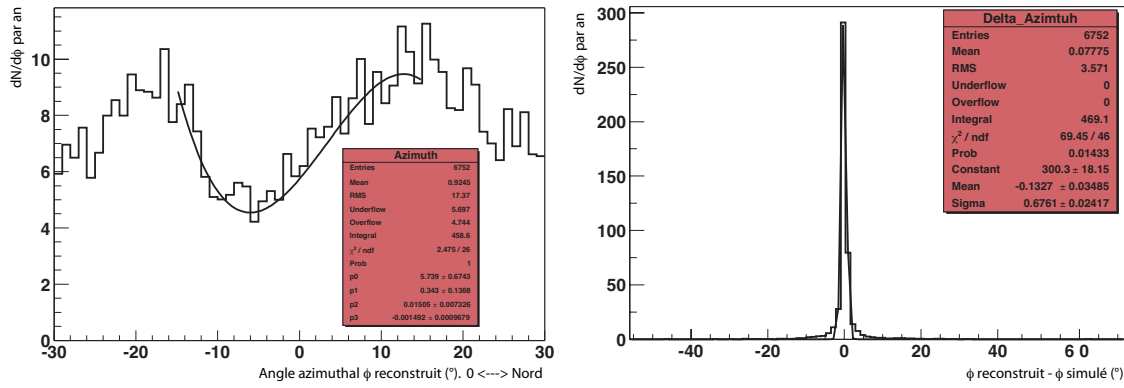 dN/dϕ par an
10
8
6
4
2
0
-30 -20 -10 0 10 20 30
Angle azimuthal ϕ reconstruit (°). 0 <---> Nord
Azimuth
Entries 6752
Mean 0.9245
RMS 17.37
Underflow 5.697
Overflow 4.744
Integral 458.6
χ² / ndf 2.475 / 26
Prob 1
p0 5.739 ± 0.6743
p1 0.343 ± 0.1368
p2 0.01505 ± 0.007326
p3 -0.001492 ± 0.0009679
dN/dϕ par an
300
250
200
150
100
50
0
-40 -20 0 20 40 6 0
ϕ reconstruit - ϕ simulé (°)
Delta_Azimtuh
Entries 6752
Mean 0.07775
RMS 3.571
Underflow 0
Overflow 0
Integral 469.1
χ² / ndf 69.45 / 46
Prob 0.01433
Constant 300.3 ± 18.15
Mean -0.1327 ± 0.03485
Sigma 0.6761 ± 0.02417